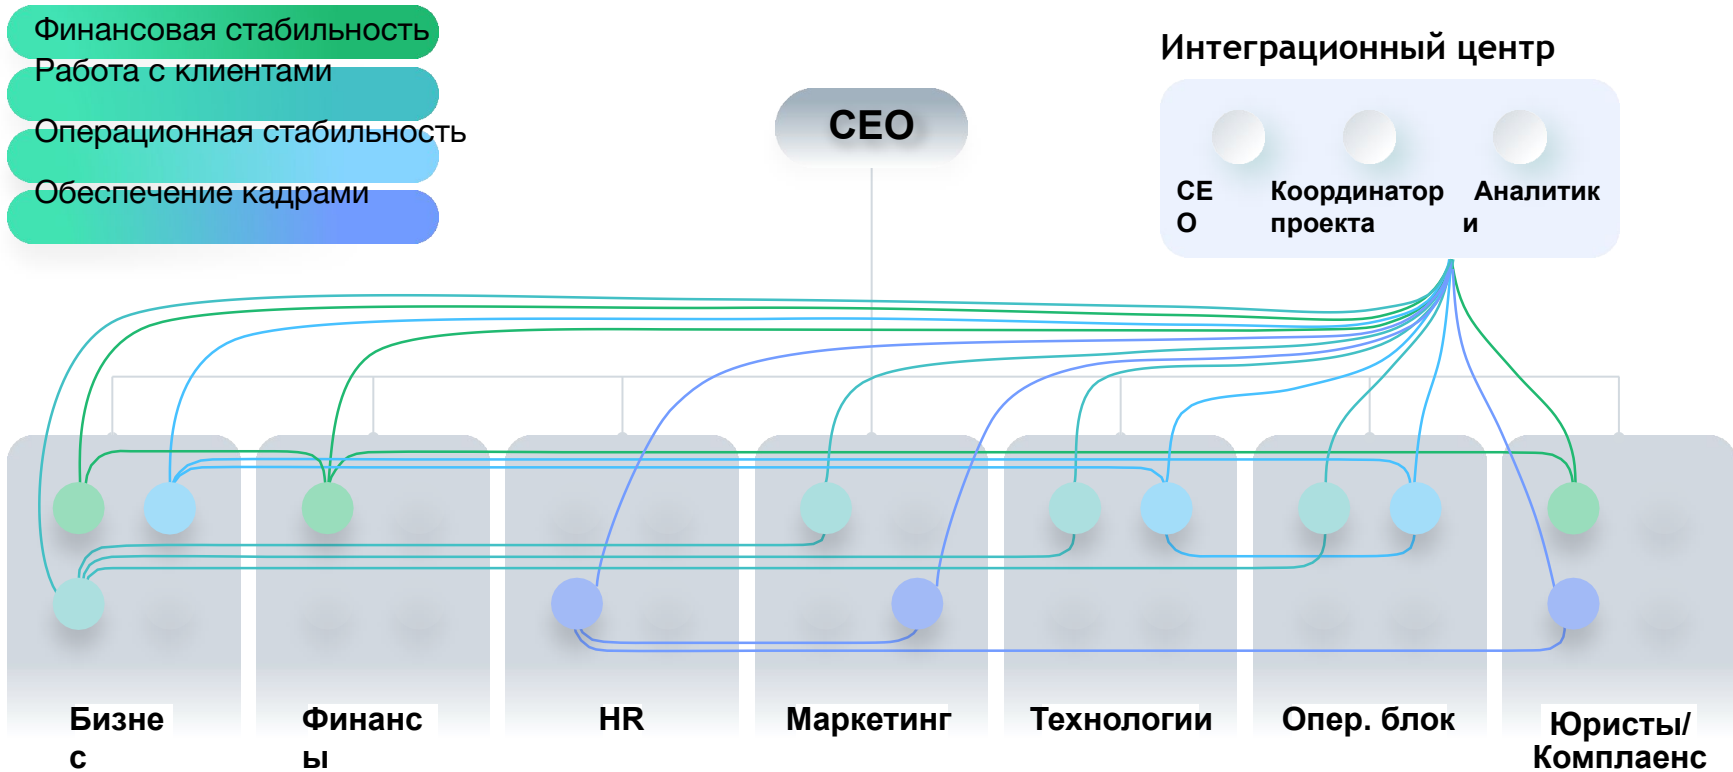 Финансовая стабильность
Работа с клиентами
Операционная стабильность
Обеспечение кадрами
Интеграционный центр
CEO
CE
O
Координатор
проекта
Аналитик
и
Бизне
с
Финанс
ы
HR
Маркетинг
Технологии
Опер. блок
Юристы/
Комплаенс